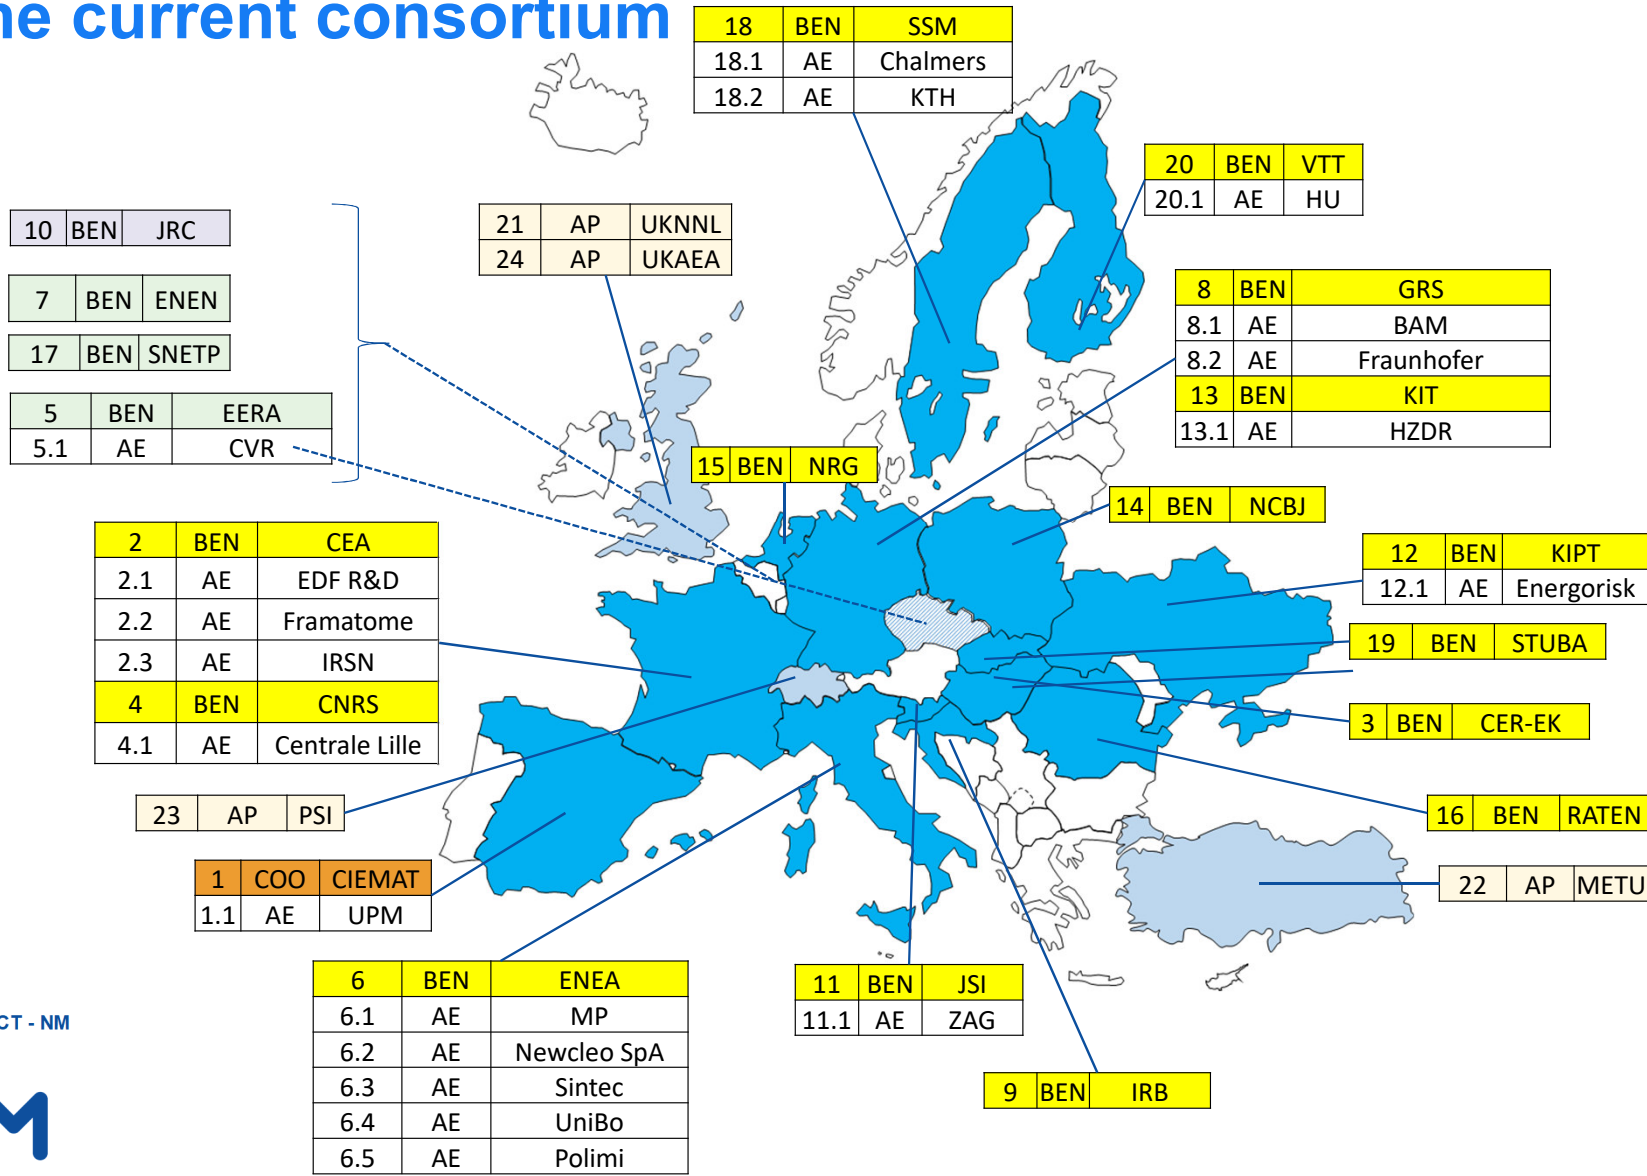 he current consortium
18 BEN SSM
18.1 AE Chalmers
18.2 AE KTH
20 BEN VTT
20.1 AE HU
10 BEN JRC
7 BEN ENEN
17 BEN SNETP
5 BEN EERA
5.1 AE CVR
21 AP UKNNL
24 AP UKAEA
8 BEN GRS
8.1 AE BAM
8.2 AE Fraunhofer
13 BEN KIT
13.1 AE HZDR
15 BEN NRG
14 BEN NCBJ
2 BEN CEA
2.1 AE EDF R&D
2.2 AE Framatome
2.3 AE IRSN
4 BEN CNRS
4.1 AE Centrale Lille
12 BEN KIPT
12.1 AE Energorisk
19 BEN STUBA
3 BEN CER-EK
23 AP PSI
16 BEN RATEN
1 COO CIEMAT
1.1 AE UPM
22 AP METU
6 BEN ENEA
6.1 AE MP
6.2 AE Newcleo SpA
6.3 AE Sintec
6.4 AE UniBo
6.5 AE Polimi
11 BEN JSI
11.1 AE ZAG
9 BEN IRB
CT - NM
M